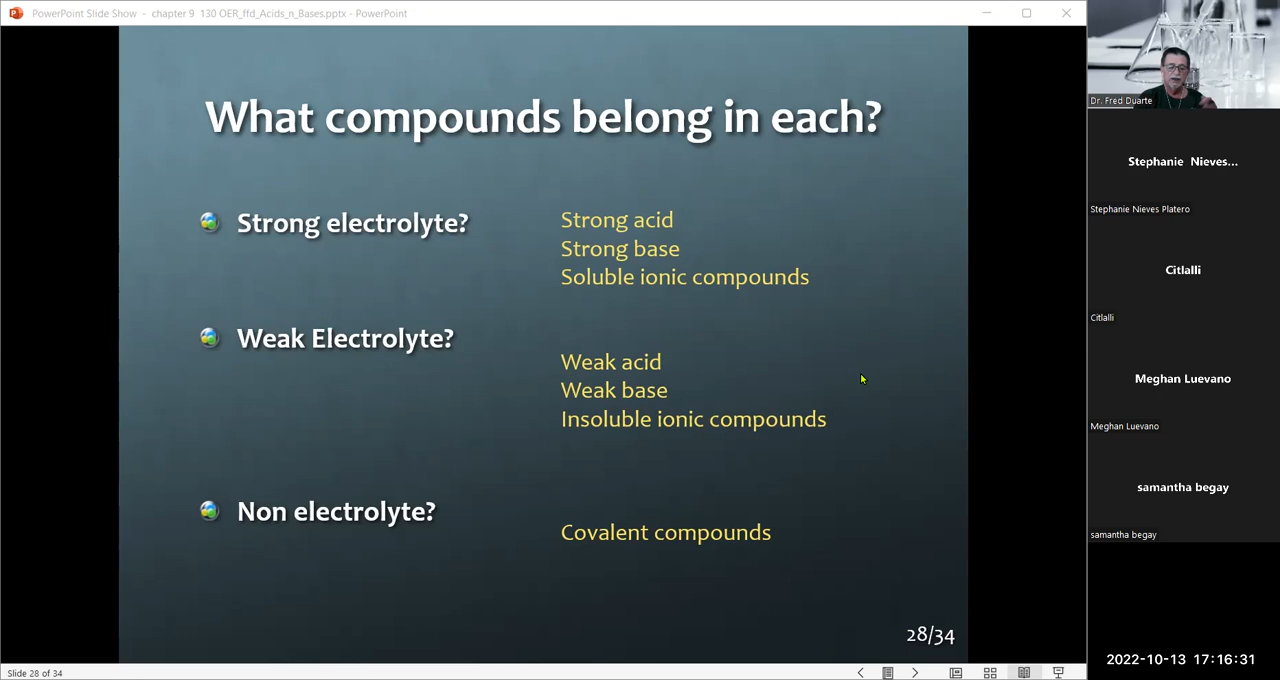 PowerPoint Slide Show - chapter 9 130 OER_ffd_Acids_n_Bases.pptx - PowerPoint
What compounds belong in each?
Strong electrolyte?
Strong acid
Strong base
Soluble ionic compounds
Weak Electrolyte?
Weak acid
Weak base
Insoluble ionic compounds
Non electrolyte?
Covalent compounds
28/34
Slide 28 of 34
Dr. Fred Duarte
Stephanie Nieves...
Stephanie Nieves Platero
Citlalli
Citlalli
Meghan Luevano
Meghan Luevano
samantha begay
samantha begay
2022-10-13 17:16:31